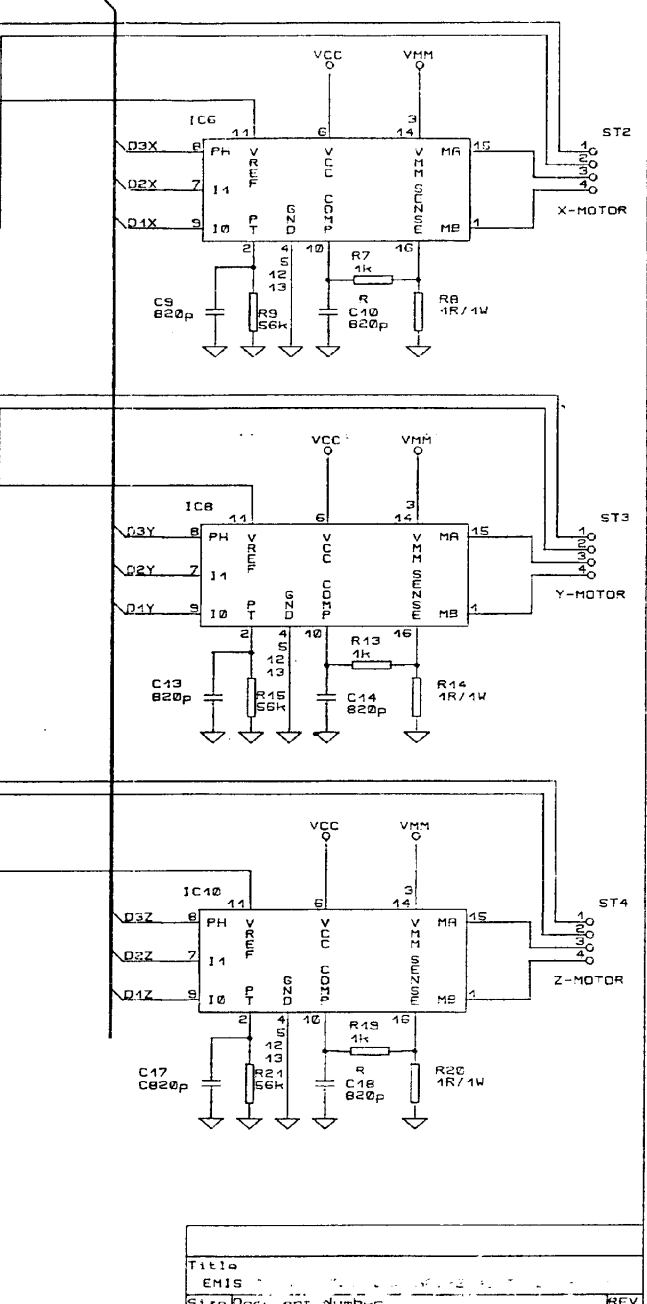 VCC VMM
3
IC6
11 6 14
ST2
D3X 8 PH VREF VCC VMM MA 15
1
2
3
4
D2X 7 I1
X-MOTOR
D1X 9 I0 PT GND COMP SENSE MB 1
2 4 10 16
5
12
13
R7
1k
C9
820p
R9
56k
R
C10
820p
R8
1R/1W
VCC VMM
3
IC8
11 6 14
ST3
D3Y 8 PH VREF VCC VMM MA 15
1
2
3
4
D2Y 7 I1
Y-MOTOR
D1Y 9 I0 PT GND COMP SENSE MB 1
2 4 10 16
5
12
13
R13
1k
C13
820p
R15
56k
C14
820p
R14
1R/1W
VCC VMM
3
IC10
11 6 14
ST4
D3Z 8 PH VREF VCC VMM MA 15
1
2
3
4
D2Z 7 I1
Z-MOTOR
D1Z 9 I0 PT GND COMP SENSE MB 1
2 4 10 16
5
12
13
R19
1k
C17
C820p
R21
56k
R
C18
820p
R20
1R/1W
Title
EMIS
Size Document Number REV